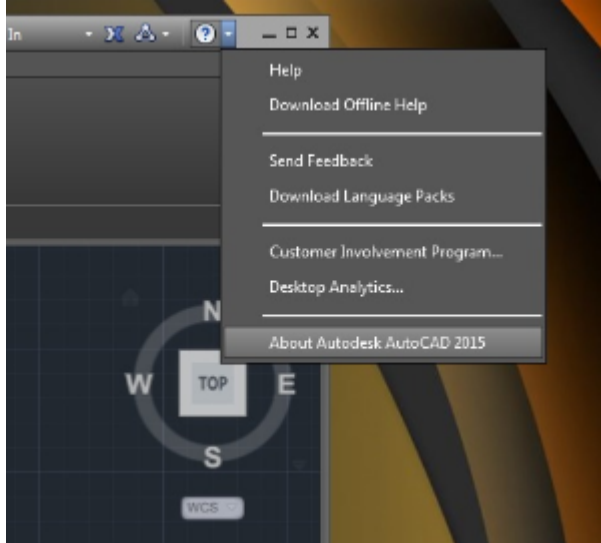 In
?
Help
Download Offline Help
Send Feedback
Download Language Packs
Customer Involvement Program...
Desktop Analytics...
About Autodesk AutoCAD 2015
N
W TOP E
S
WCS